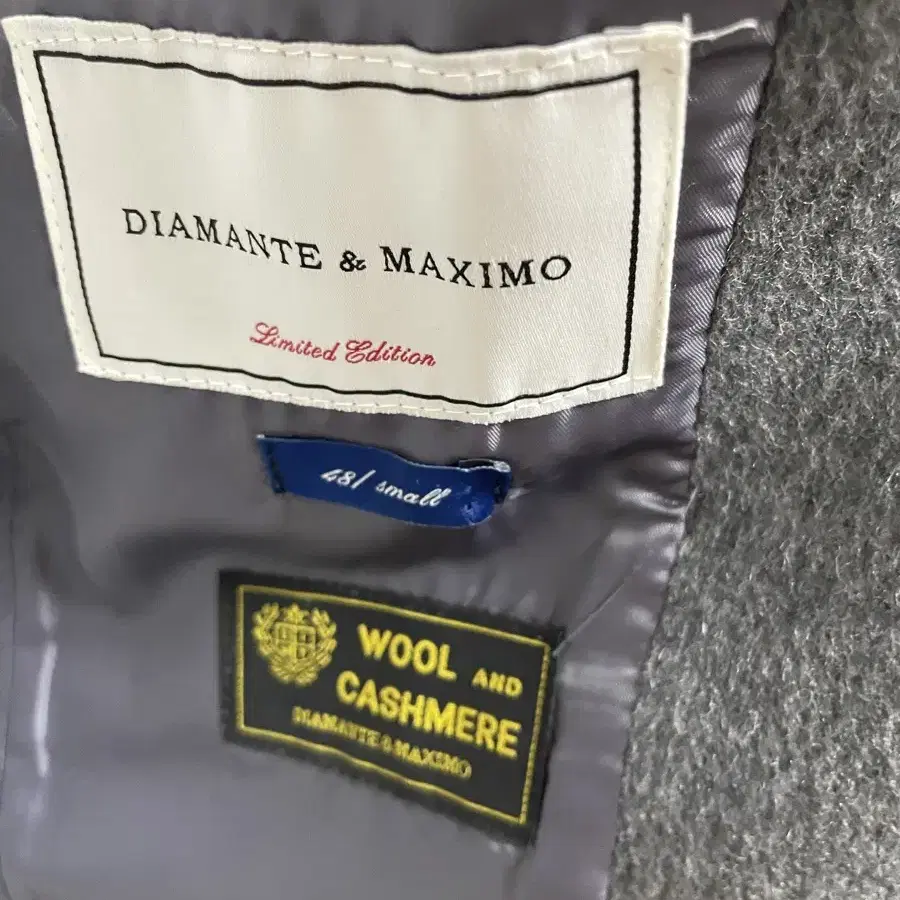 DIAMANTE & MAXIMO
Limited Edition
48/ small
WOOL AND
CASHMERE
DIAMANTE & MAXIMO